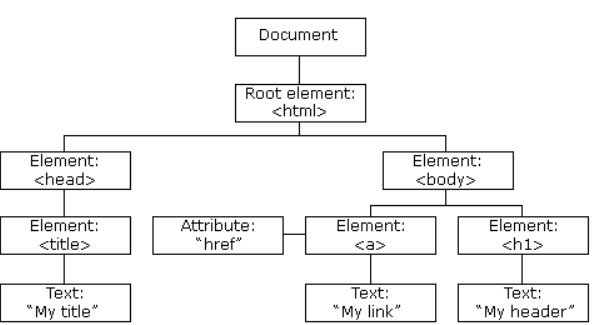 Document
Root element:
<html>
Element:
<head>
Element:
<body>
Element:
<title>
Attribute:
"href"
Element:
<a>
Element:
<h1>
Text:
"My title"
Text:
"My link"
Text:
"My header"